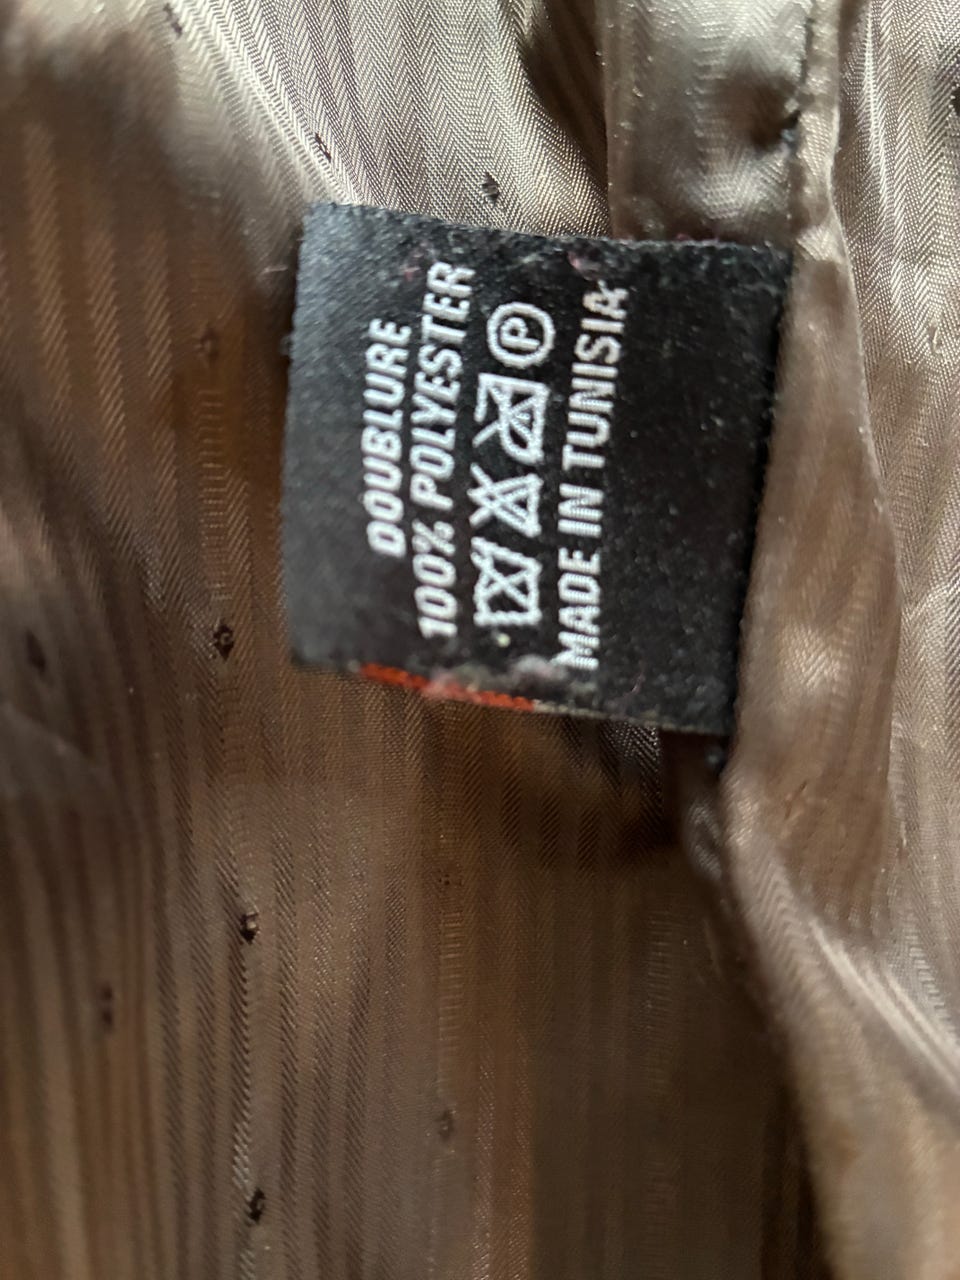 DOUBLURE
100% POLYESTER
P
MADE IN TUNISIA